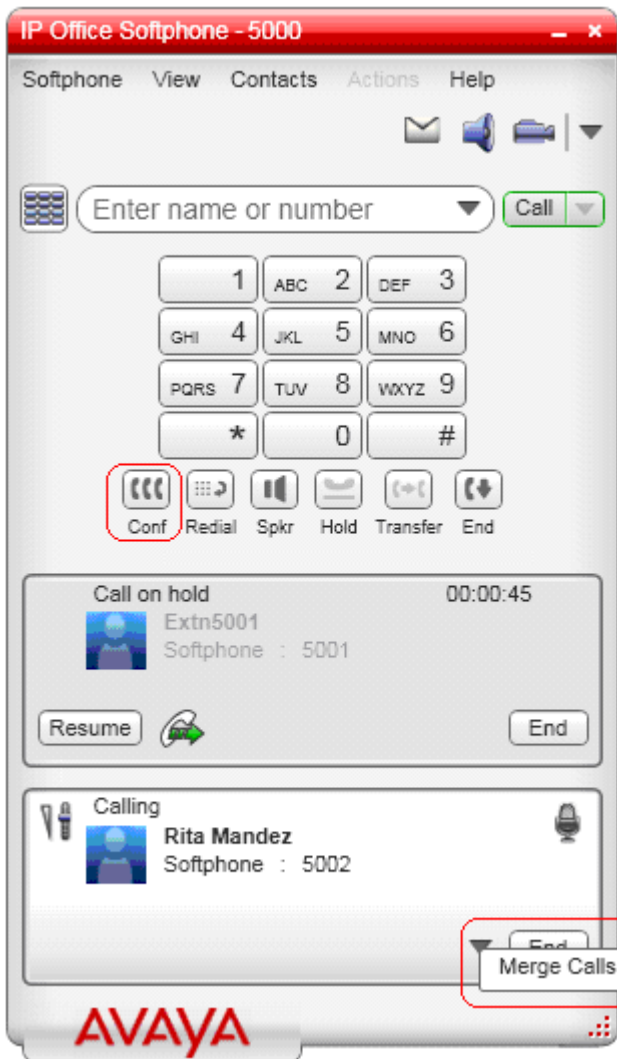 IP Office Softphone - 5000
Softphone View Contacts Actions Help
Enter name or number Call
1 ABC 2 DEF 3
GHI 4 JKL 5 MNO 6
PQRS 7 TUV 8 WXYZ 9
* 0 #
Conf Redial Spkr Hold Transfer End
Call on hold 00:00:45
Extn5001
Softphone : 5001
Resume End
Calling
Rita Mandez
Softphone : 5002
End
Merge Calls
AVAYA